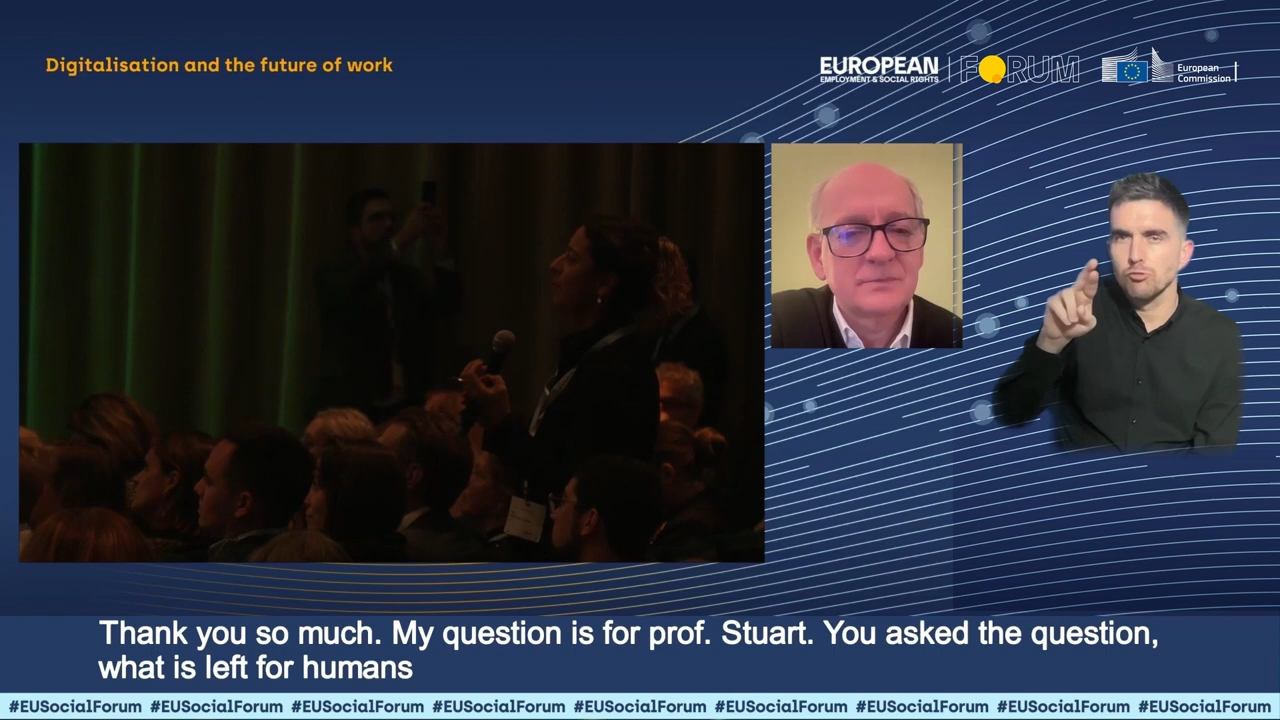 Digitalisation and the future of work
EUROPEAN
EMPLOYMENT & SOCIAL RIGHTS
FORUM
European
Commission
Thank you so much. My question is for prof. Stuart. You asked the question,
what is left for humans
#EUSocialForum #EUSocialForum #EUSocialForum #EUSocialForum #EUSocialForum #EUSocialForum #EUSocialForum #EUSocialForum #EUSocialForum